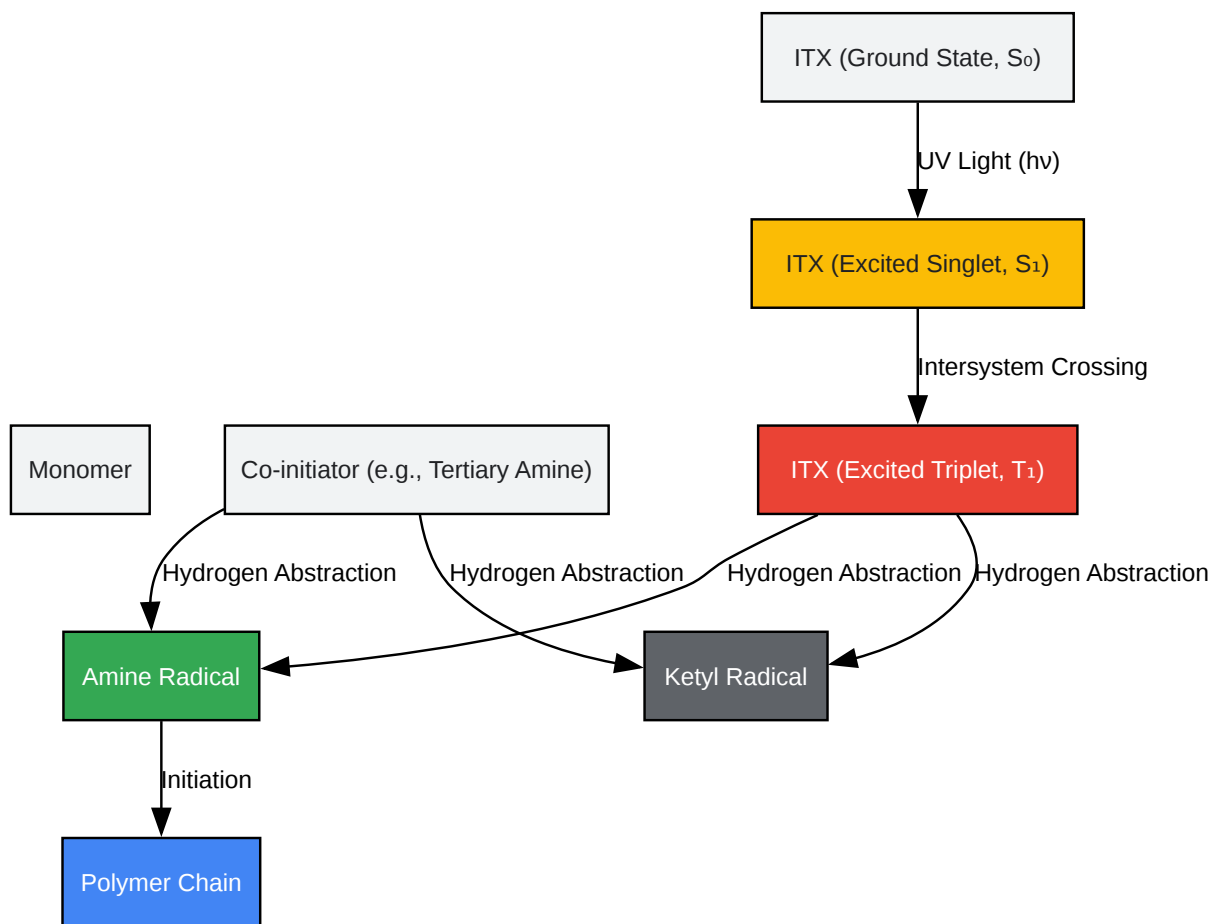 ITX (Ground State, S₀)
UV Light (hν)
ITX (Excited Singlet, S₁)
Intersystem Crossing
Monomer
Co-initiator (e.g., Tertiary Amine)
ITX (Excited Triplet, T₁)
Hydrogen Abstraction
Hydrogen Abstraction
Hydrogen Abstraction
Hydrogen Abstraction
Amine Radical
Ketyl Radical
Initiation
Polymer Chain